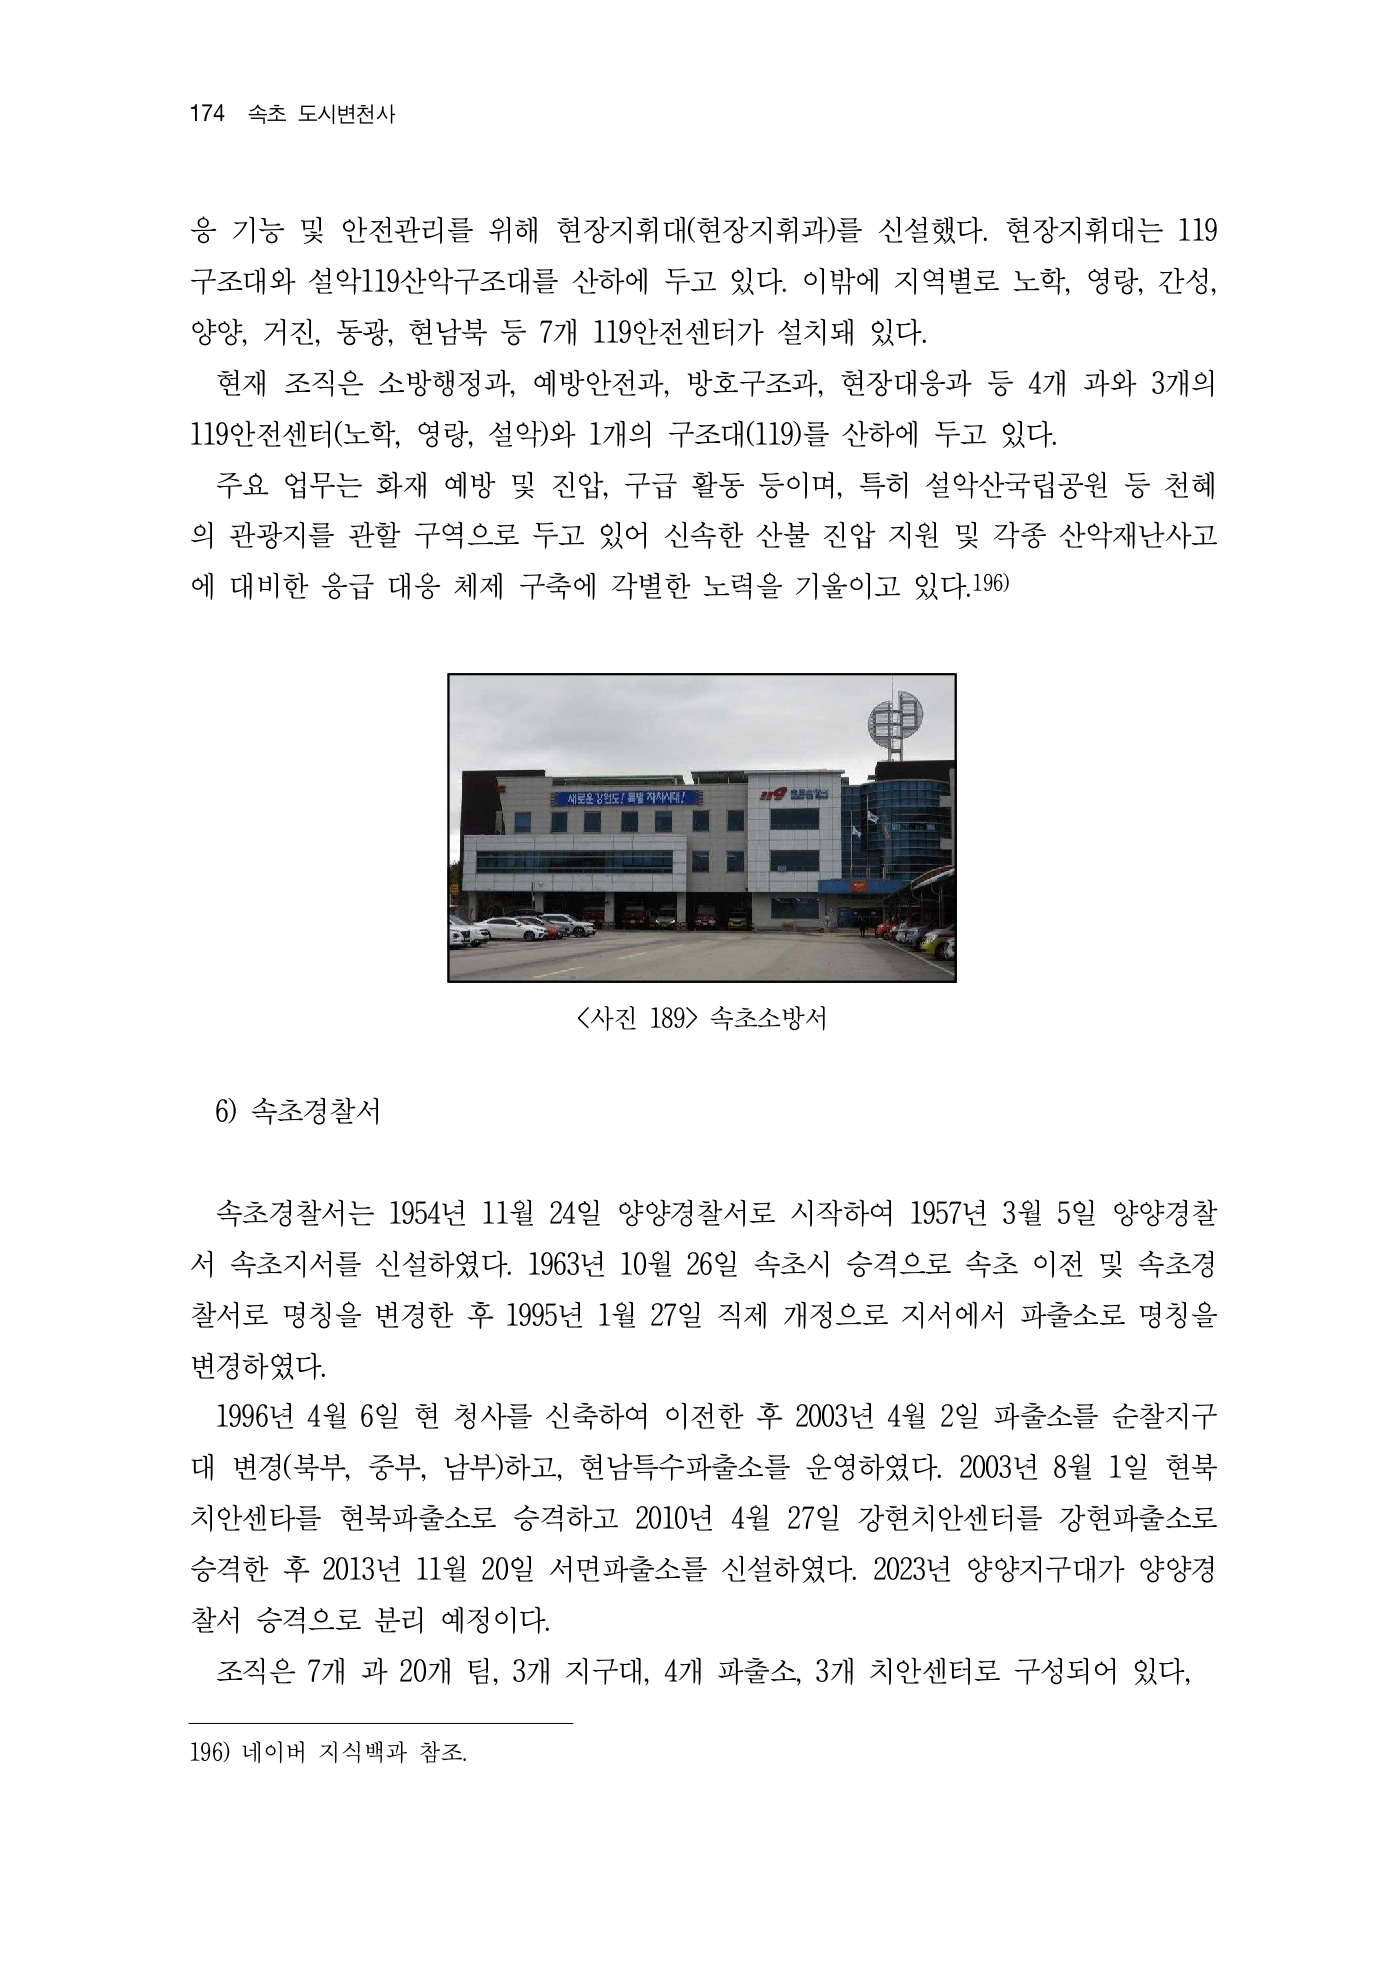 174 속초 도시변천사
응 기능 및 안전관리를 위해 현장지휘대(현장지휘과)를 신설했다. 현장지휘대는 119
구조대와 설악119산악구조대를 산하에 두고 있다. 이밖에 지역별로 노학, 영랑, 간성,
양양, 거진, 동광, 현남북 등 7개 119안전센터가 설치돼 있다.
현재 조직은 소방행정과, 예방안전과, 방호구조과, 현장대응과 등 4개 과와 3개의
119안전센터(노학, 영랑, 설악)와 1개의 구조대(119)를 산하에 두고 있다.
주요 업무는 화재 예방 및 진압, 구급 활동 등이며, 특히 설악산국립공원 등 천혜
의 관광지를 관할 구역으로 두고 있어 신속한 산불 진압 지원 및 각종 산악재난사고
에 대비한 응급 대응 체제 구축에 각별한 노력을 기울이고 있다.196)
새로운 강원도! 특별 자치시대!
119 속초소방서
<사진 189> 속초소방서
6) 속초경찰서
속초경찰서는 1954년 11월 24일 양양경찰서로 시작하여 1957년 3월 5일 양양경찰
서 속초지서를 신설하였다. 1963년 10월 26일 속초시 승격으로 속초 이전 및 속초경
찰서로 명칭을 변경한 후 1995년 1월 27일 직제 개정으로 지서에서 파출소로 명칭을
변경하였다.
1996년 4월 6일 현 청사를 신축하여 이전한 후 2003년 4월 2일 파출소를 순찰지구
대 변경(북부, 중부, 남부)하고, 현남특수파출소를 운영하였다. 2003년 8월 1일 현북
치안센타를 현북파출소로 승격하고 2010년 4월 27일 강현치안센터를 강현파출소로
승격한 후 2013년 11월 20일 서면파출소를 신설하였다. 2023년 양양지구대가 양양경
찰서 승격으로 분리 예정이다.
조직은 7개 과 20개 팀, 3개 지구대, 4개 파출소, 3개 치안센터로 구성되어 있다,
196) 네이버 지식백과 참조.